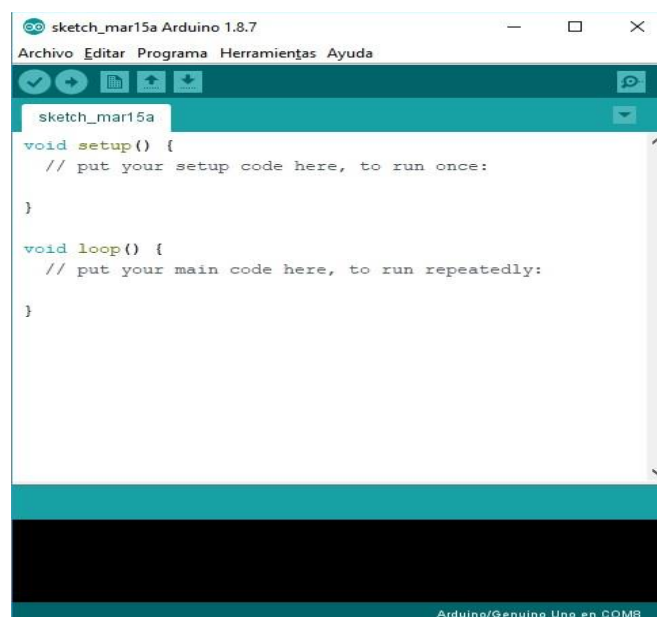 sketch_mar15a Arduino 1.8.7
Archivo Editar Programa Herramientas Ayuda
sketch_mar15a
void setup() {
// put your setup code here, to run once:
}
void loop() {
// put your main code here, to run repeatedly:
}
Arduino/Genuino Uno en COM8